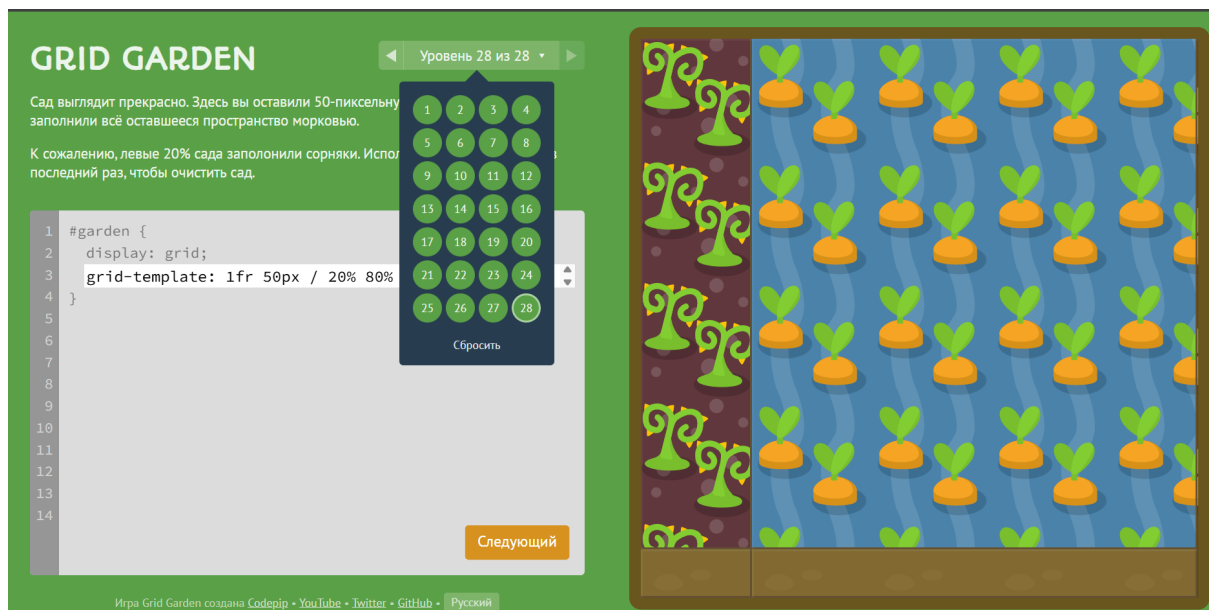 GRID GARDEN
Уровень 28 из 28
Сад выглядит прекрасно. Здесь вы оставили 50-пиксельну
заполнили всё оставшееся пространство морковью.
К сожалению, левые 20% сада заполонили сорняки. Испол
последний раз, чтобы очистить сад.
1 2 3 4
5 6 7 8
9 10 11 12
13 14 15 16
17 18 19 20
21 22 23 24
25 26 27 28
Сбросить
1 #garden {
2 display: grid;
3 grid-template: 1fr 50px / 20% 80%
4 }
5
6
7
8
9
10
11
12
13
14
Следующий
Игра Grid Garden создана Codepip • YouTube • Twitter • GitHub • Русский